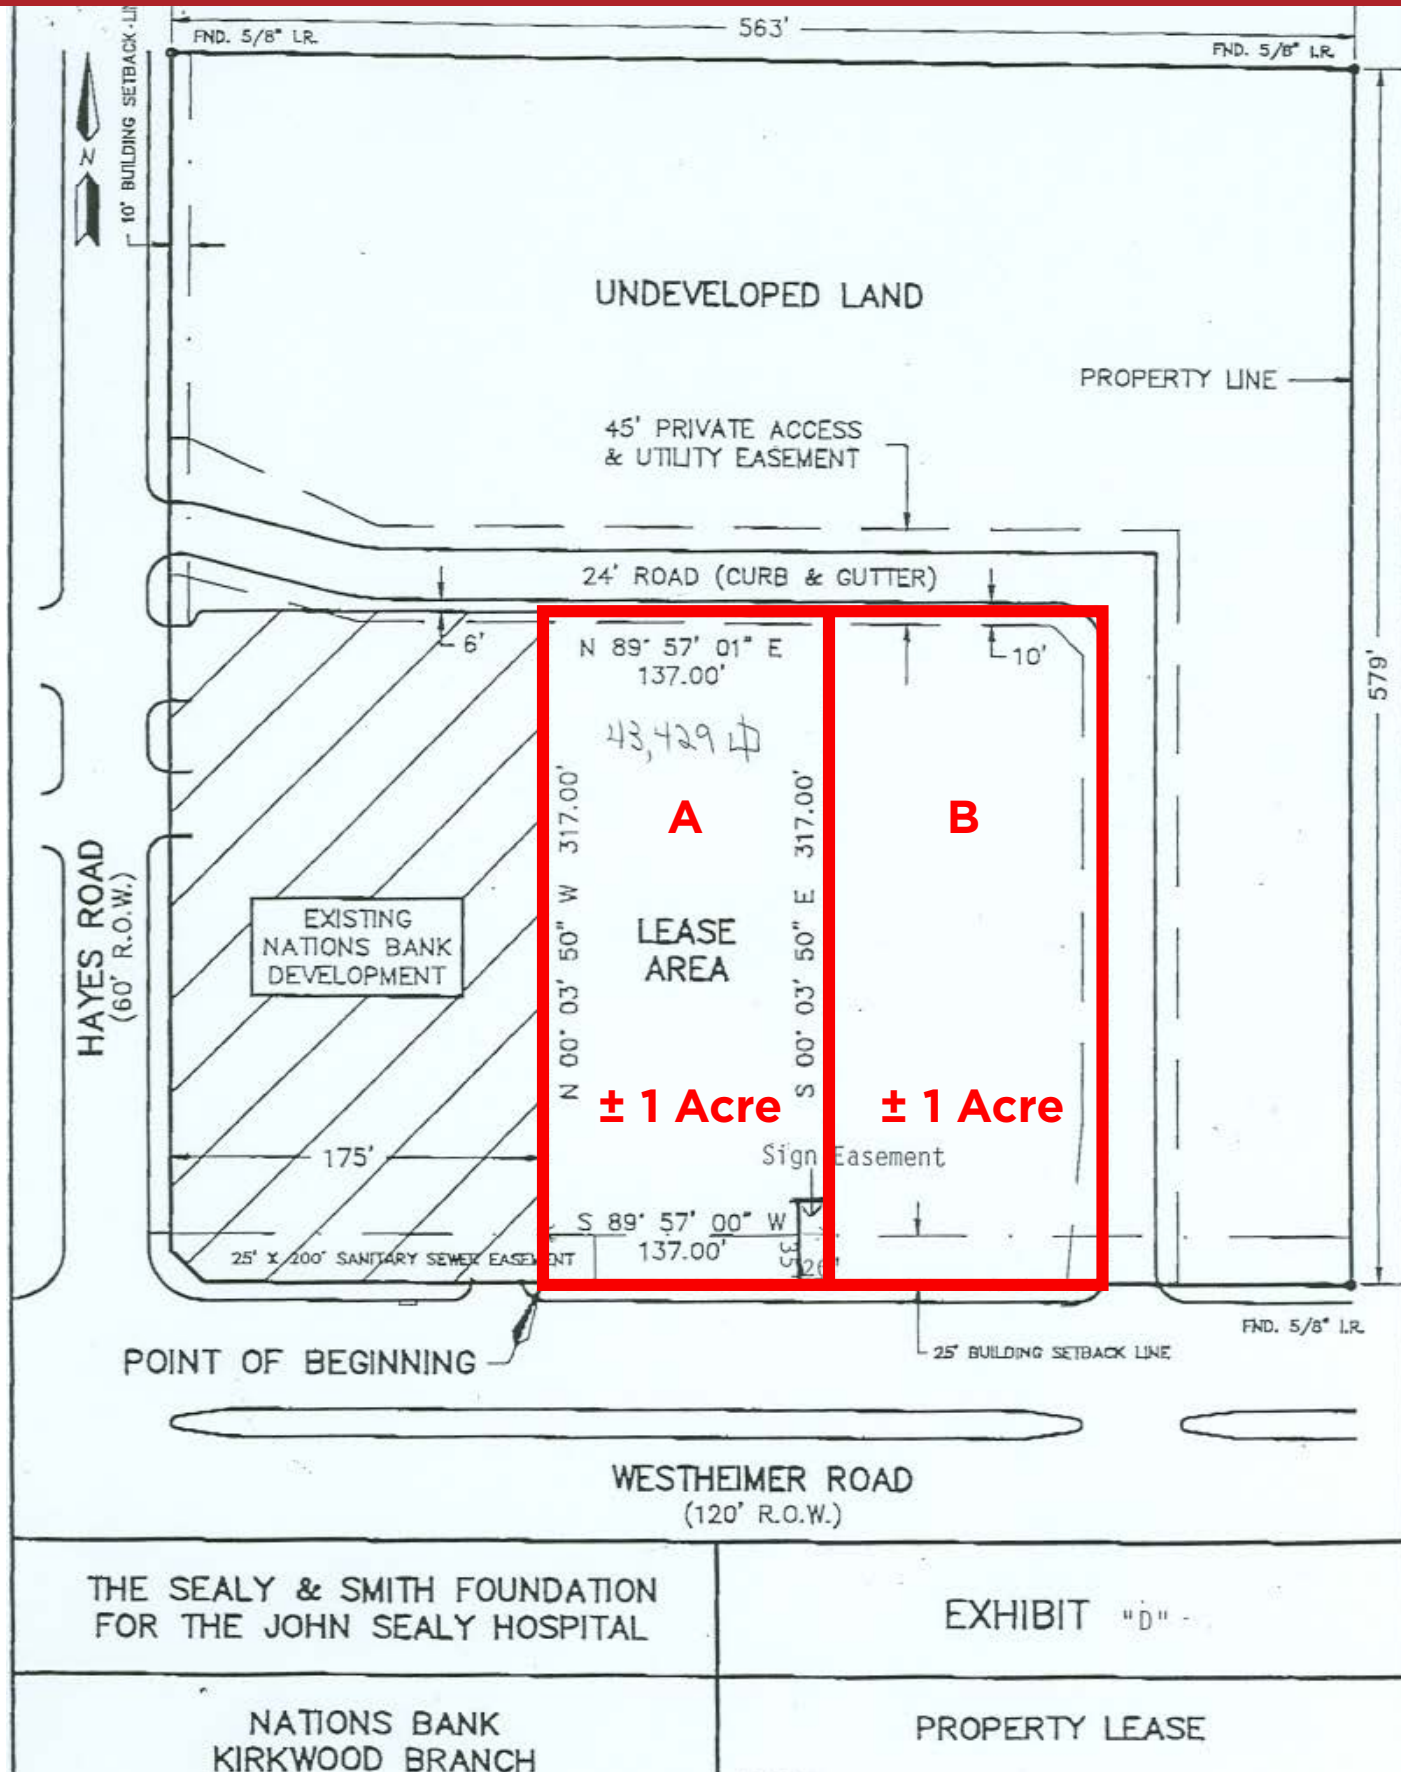 563'
FND. 5/8" I.R.
FND. 5/8" I.R.
10' BUILDING SETBACK LIN
N
UNDEVELOPED LAND
PROPERTY LINE
45' PRIVATE ACCESS
& UTILITY EASEMENT
24' ROAD (CURB & GUTTER)
6'
N 89° 57' 01" E
137.00'
10'
579'
43,429
N 00° 03' 50" W 317.00'
S 00° 03' 50" E 317.00'
A
B
HAYES ROAD
(60' R.O.W.)
EXISTING
NATIONS BANK
DEVELOPMENT
LEASE
AREA
± 1 Acre
± 1 Acre
175'
Sign Easement
S 89° 57' 00" W
137.00'
35'
26'
25' X 200' SANITARY SEWER EASEMENT
FND. 5/8" I.R.
POINT OF BEGINNING
25' BUILDING SETBACK LINE
WESTHEIMER ROAD
(120' R.O.W.)
THE SEALY & SMITH FOUNDATION
FOR THE JOHN SEALY HOSPITAL
EXHIBIT "D"
NATIONS BANK
KIRKWOOD BRANCH
PROPERTY LEASE